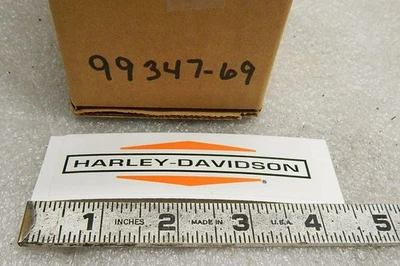 99347-69
HARLEY-DAVIDSON
®
1 INCHES 2 MADE IN 3 U.S.A. 4 5